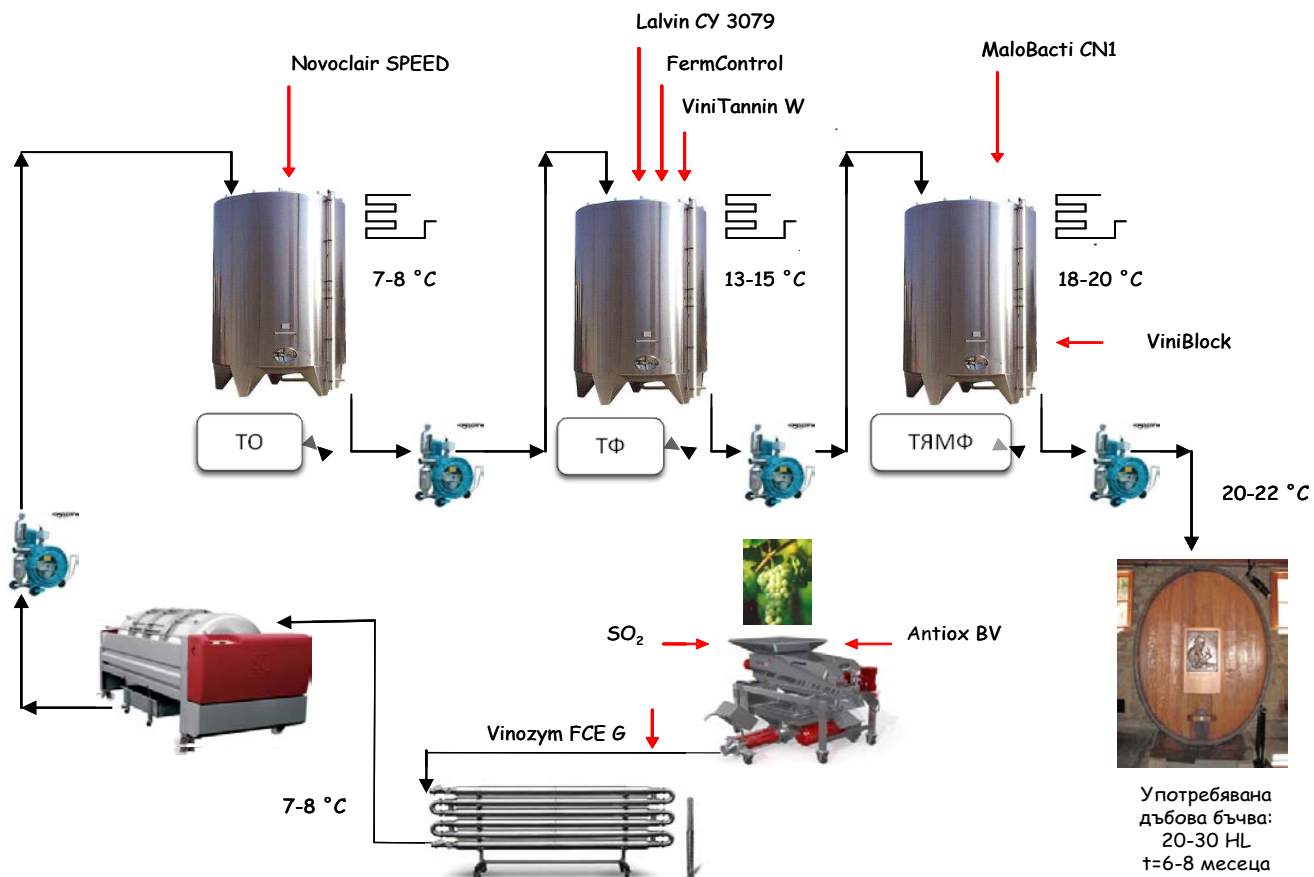 Lalvin CY 3079
Novoclair SPEED
FermControl
MaloBacti CN1
ViniTannin W
7-8 °C
13-15 °C
18-20 °C
ViniBlock
ТО
ТФ
ТЯМФ
20-22 °C
SO₂
Antiox BV
Vinozym FCE G
7-8 °C
Употребявана
дъбова бъчва:
20-30 HL
t=6-8 месеца